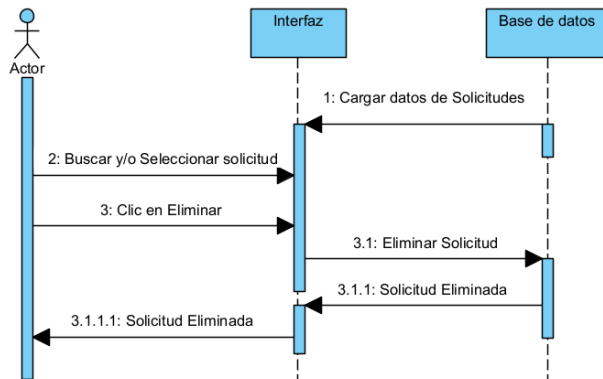 Interfaz
Base de datos
Actor
1: Cargar datos de Solicitudes
2: Buscar y/o Seleccionar solicitud
3: Clic en Eliminar
3.1: Eliminar Solicitud
3.1.1: Solicitud Eliminada
3.1.1.1: Solicitud Eliminada